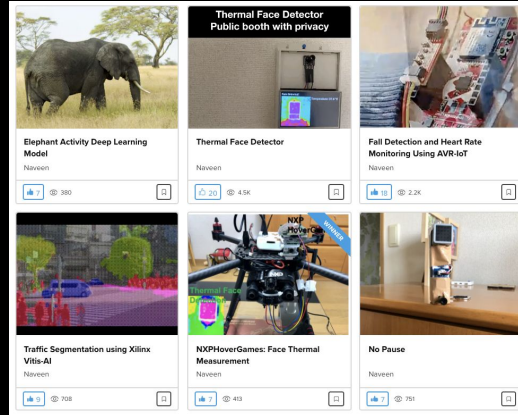 Thermal Face Detector
Public booth with privacy
Elephant Activity Deep Learning
Model
Naveen
7 380
Thermal Face Detector
Naveen
20 4.5K
Fall Detection and Heart Rate
Monitoring Using AVR-IoT
Naveen
18 2.2K
NXP
HoverGa
WINNER
Thermal Face
Traffic Segmentation using Xilinx
Vitis-AI
Naveen
9 708
NXPHoverGames: Face Thermal
Measurement
Naveen
7 413
No Pause
Naveen
7 751